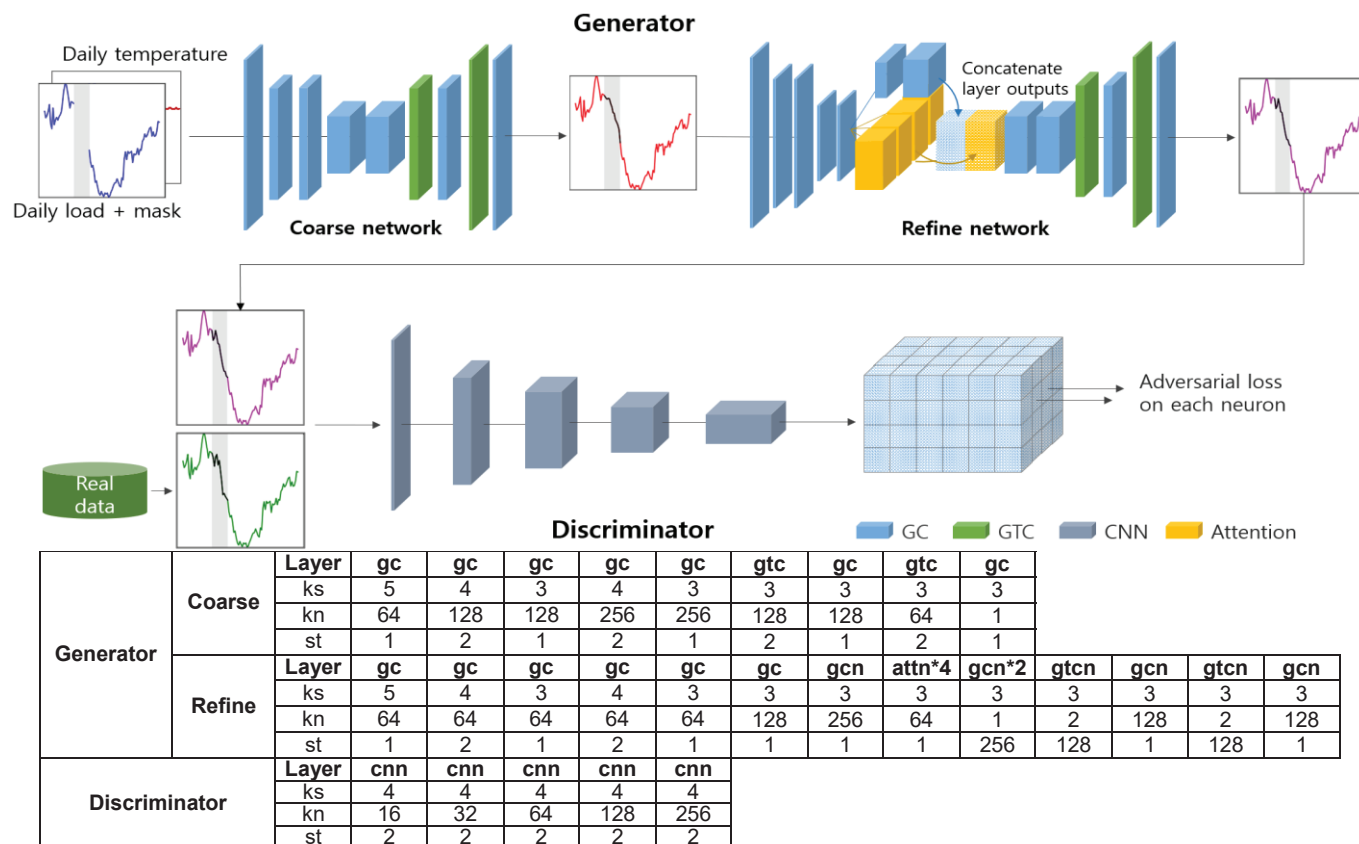 Generator
Daily temperature
Daily load + mask
Coarse network
Concatenate
layer outputs
Refine network
Real
data
Adversarial loss
on each neuron
Discriminator
GC GTC CNN Attention
Generator
Coarse
Layer gc gc gc gc gc gtc gc gtc gc
ks 5 4 3 4 3 3 3 3 3
kn 64 128 128 256 256 128 128 64 1
st 1 2 1 2 1 2 1 2 1
Refine
Layer gc gc gc gc gc gc gcn attn*4 gcn*2 gtcn gcn gtcn gcn
ks 5 4 3 4 3 3 3 3 3 3 3 3 3
kn 64 64 64 64 64 128 256 64 1 2 128 2 128
st 1 2 1 2 1 1 1 1 256 128 1 128 1
Discriminator
Layer cnn cnn cnn cnn cnn
ks 4 4 4 4 4
kn 16 32 64 128 256
st 2 2 2 2 2